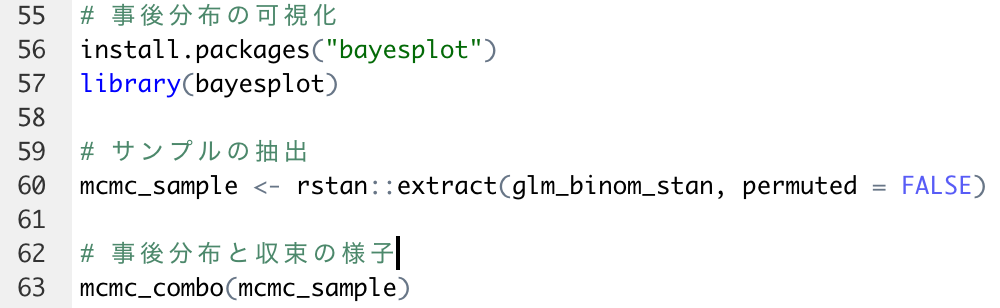 55 # 事後分布の可視化
56 install.packages("bayesplot")
57 library(bayesplot)
58
59 # サンプルの抽出
60 mcmc_sample <- rstan::extract(glm_binom_stan, permuted = FALSE)
61
62 # 事後分布と収束の様子
63 mcmc_combo(mcmc_sample)